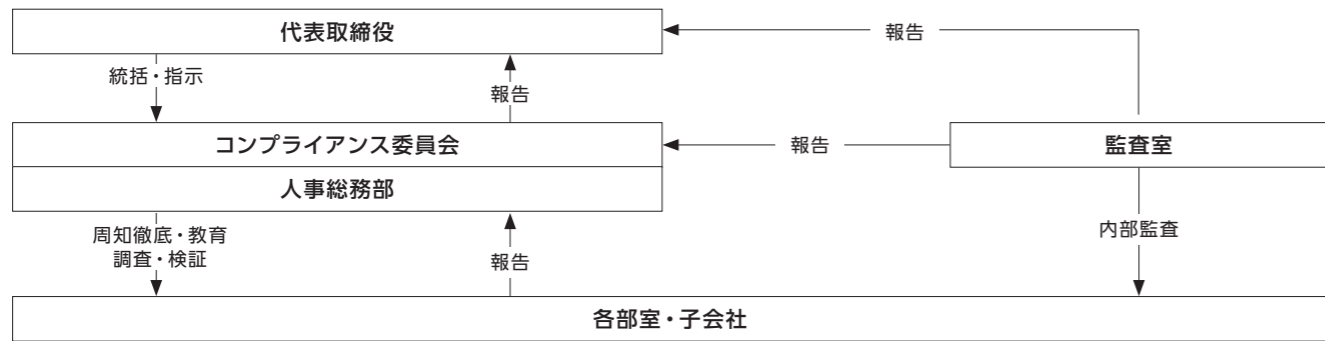 代表取締役
報告
統括・指示
報告
コンプライアンス委員会
報告
監査室
人事総務部
周知徹底・教育
調査・検証
報告
内部監査
各部室・子会社